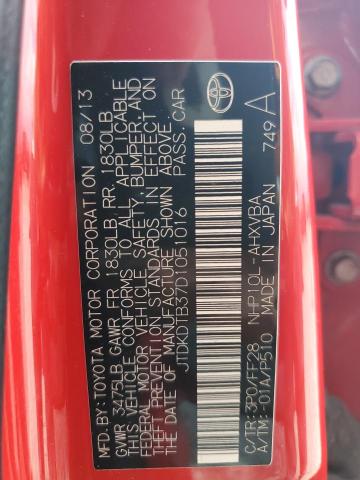 MFD.BY:TOYOTA MOTOR CORPORATION 08/13
GVWR 3475LB GAWR FR 1830LB RR 1830LB
THIS VEHICLE CONFORMS TO ALL APPLICABLE
FEDERAL MOTOR VEHICLE SAFETY, BUMPER, AND
THEFT PREVENTION STANDARDS IN EFFECT ON
THE DATE OF MANUFACTURE SHOWN ABOVE.
JTDKDTB37D1051016 PASS.CAR
C/TR:3P0/FF28 NHP10L-AHXVBA
A/TM:-01A/P510 MADE IN JAPAN 749 A